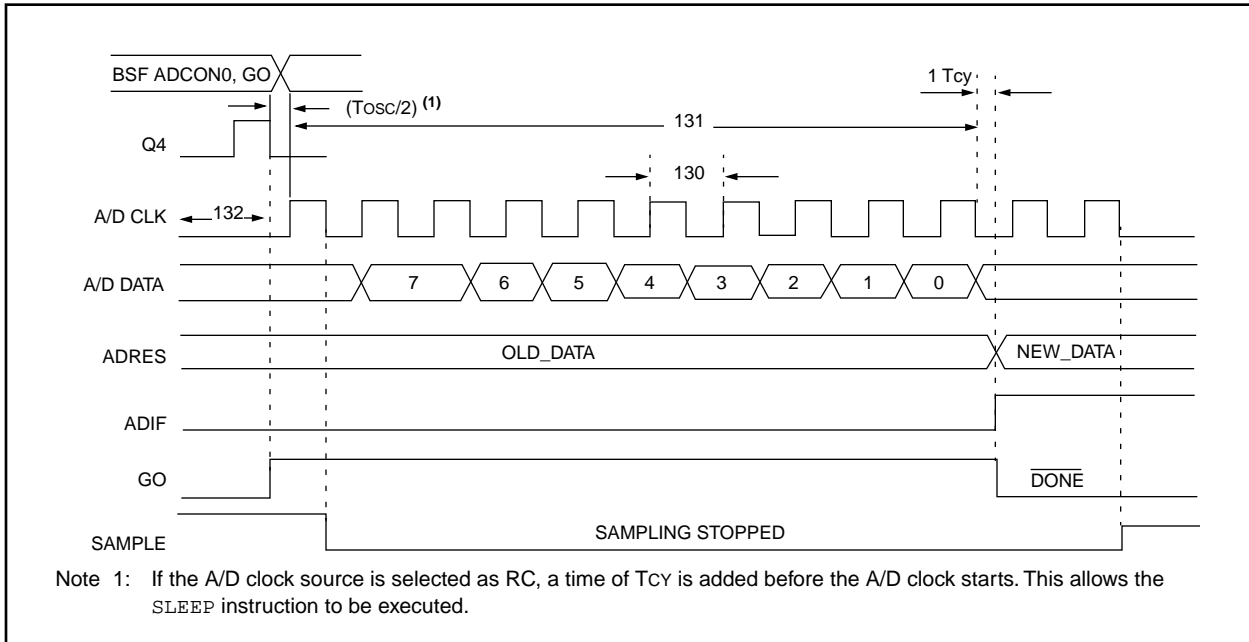 BSF ADCON0, GO
1 Tcy
(TOSC/2) (1)
131
Q4
130
A/D CLK
132
A/D DATA
7 6 5 4 3 2 1 0
ADRES
OLD_DATA
NEW_DATA
ADIF
GO
DONE
SAMPLE
SAMPLING STOPPED
Note 1: If the A/D clock source is selected as RC, a time of TCY is added before the A/D clock starts. This allows the
SLEEP instruction to be executed.